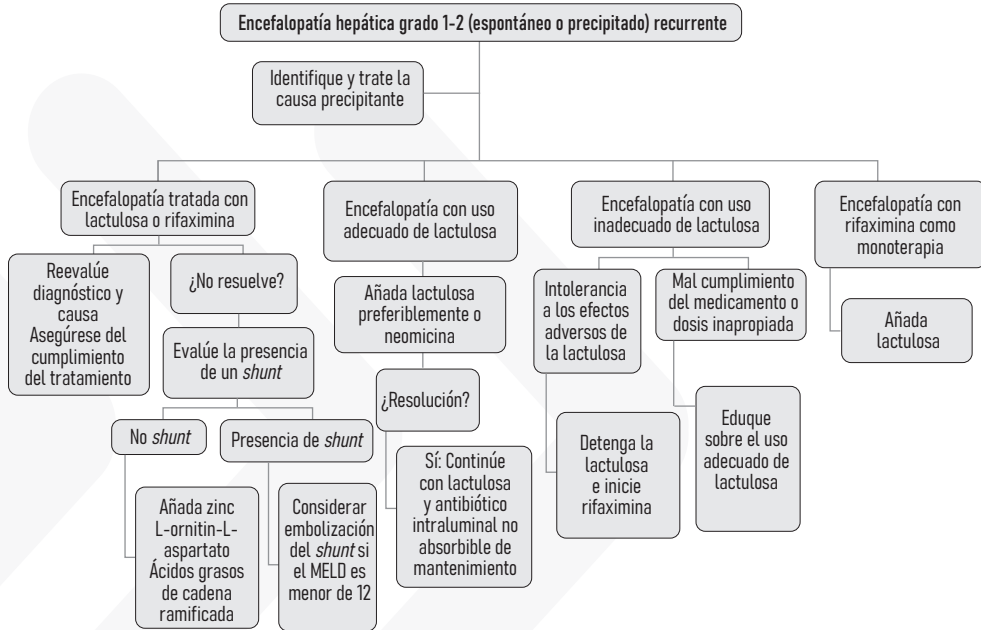 Encefalopatía hepática grado 1-2 (espontáneo o precipitado) recurrente
Identifique y trate la
causa precipitante
Encefalopatía tratada con
lactulosa o rifaximina
Reevalúe
diagnóstico y
causa
Asegúrese del
cumplimiento
del tratamiento
¿No resuelve?
Evalúe la presencia
de un shunt
No shunt
Presencia de shunt
Añada zinc
L-ornitin-L-
aspartato
Ácidos grasos
de cadena
ramificada
Considerar
embolización
del shunt si
el MELD es
menor de 12
Encefalopatía con uso
adecuado de lactulosa
Añada lactulosa
preferiblemente o
neomicina
¿Resolución?
Sí: Continúe
con lactulosa
y antibiótico
intraluminal no
absorbible de
mantenimiento
Encefalopatía con uso
inadecuado de lactulosa
Intolerancia
a los efectos
adversos de
la lactulosa
Detenga la
lactulosa
e inicie
rifaximina
Mal cumplimiento
del medicamento o
dosis inapropiada
Eduque
sobre el uso
adecuado de
lactulosa
Encefalopatía con
rifaximina como
monoterapia
Añada
lactulosa